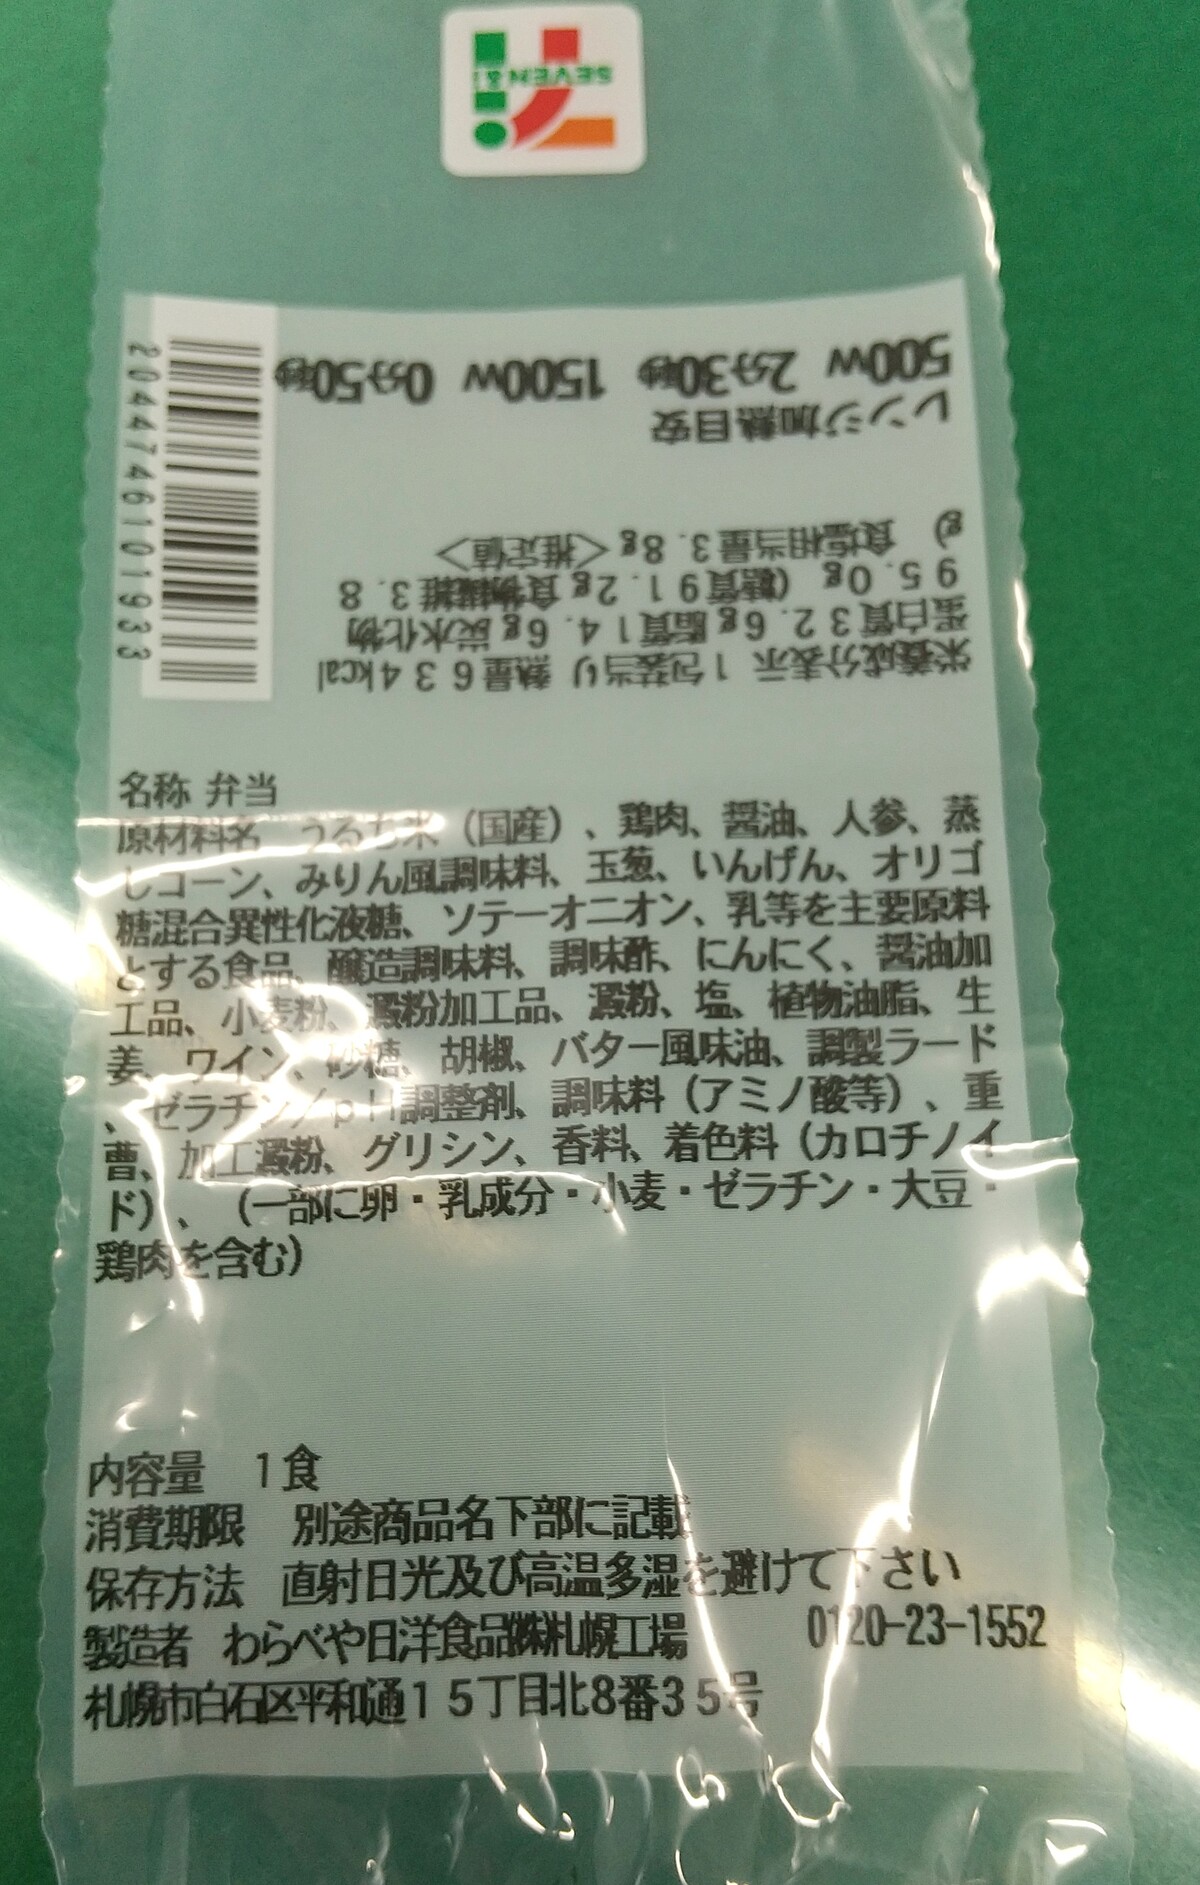 SEVEN & i
500W 2分30秒 1500W 0分50秒
レンジ加熱目安
栄養成分表示 1包装当り 熱量634kcal
蛋白質32.6g 脂質14.6g 炭水化物
95.0g (糖質91.2g 食物繊維3.8
g) 食塩相当量3.8g <推定値>
2044746101933
名称 弁当
原材料名 うるち米(国産)、鶏肉、醤油、人参、蒸
しコーン、みりん風調味料、玉葱、いんげん、オリゴ
糖混合異性化液糖、ソテーオニオン、乳等を主要原料
とする食品、醸造調味料、調味酢、にんにく、醤油加
工品、小麦粉、澱粉加工品、澱粉、塩、植物油脂、生
姜、ワイン、砂糖、胡椒、バター風味油、調製ラード
、ゼラチン/pH調整剤、調味料(アミノ酸等)、重
曹、加工澱粉、グリシン、香料、着色料(カロチノイ
ド)、(一部に卵・乳成分・小麦・ゼラチン・大豆・
鶏肉を含む)
内容量 1食
消費期限 別途商品名下部に記載
保存方法 直射日光及び高温多湿を避けて下さい
製造者 わらべや日洋食品㈱札幌工場 0120-23-1552
札幌市白石区平和通15丁目北8番35号